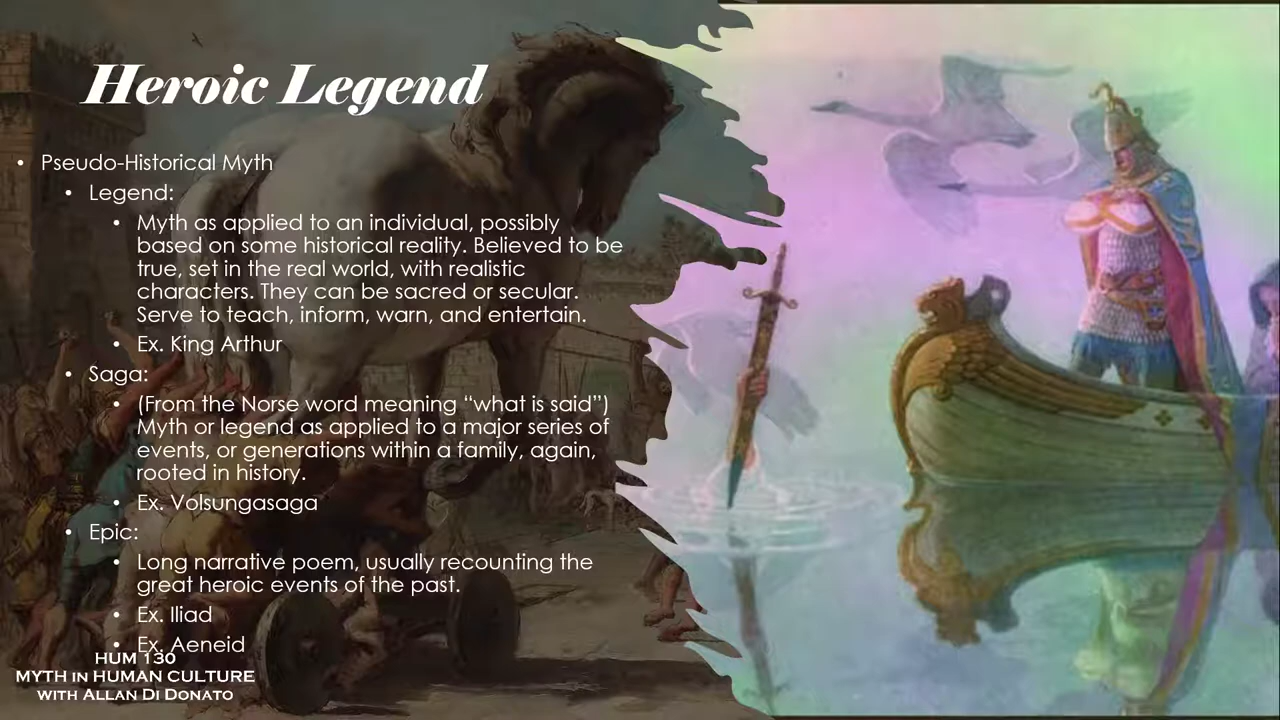 Heroic Legend
• Pseudo-Historical Myth
• Legend:
• Myth as applied to an individual, possibly
based on some historical reality. Believed to be
true, set in the real world, with realistic
characters. They can be sacred or secular.
Serve to teach, inform, warn, and entertain.
• Ex. King Arthur
• Saga:
• (From the Norse word meaning “what is said”)
Myth or legend as applied to a major series of
events, or generations within a family, again,
rooted in history.
• Ex. Volsungasaga
• Epic:
• Long narrative poem, usually recounting the
great heroic events of the past.
• Ex. Iliad
• Ex. Aeneid
HUM 130
MYTH in HUMAN CULTURE
WITH ALLAN DI DONATO